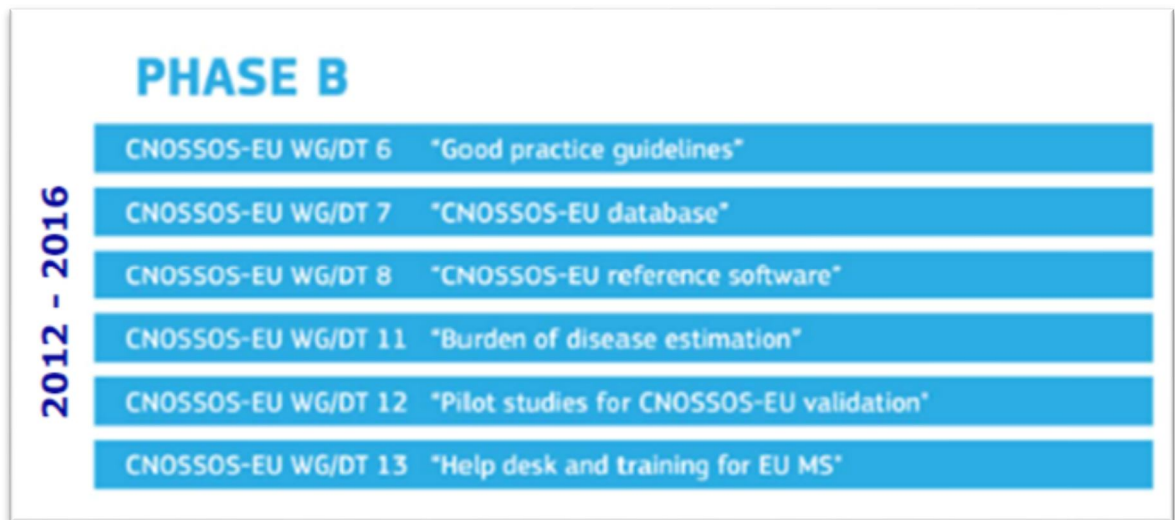 PHASE B
2012 - 2016
CNOSSOS-EU WG/DT 6 "Good practice guidelines"
CNOSSOS-EU WG/DT 7 "CNOSSOS-EU database"
CNOSSOS-EU WG/DT 8 "CNOSSOS-EU reference software"
CNOSSOS-EU WG/DT 11 "Burden of disease estimation"
CNOSSOS-EU WG/DT 12 "Pilot studies for CNOSSOS-EU validation"
CNOSSOS-EU WG/DT 13 "Help desk and training for EU MS"